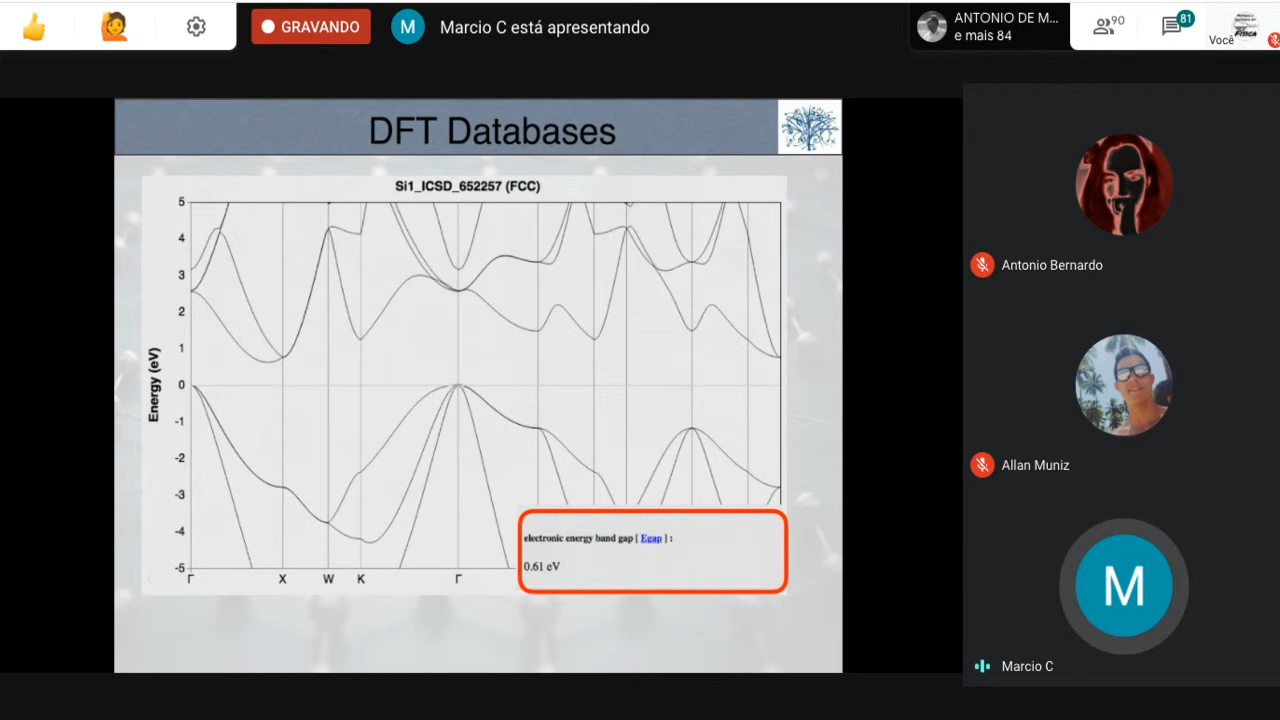 GRAVANDO
M
Marcio C está apresentando
ANTONIO DE M...
e mais 84
90
81
Você
FÍSICA
DFT Databases
Si1_ICSD_652257 (FCC)
Energy (eV)
5
4
3
2
1
0
-1
-2
-3
-4
-5
Γ
X
W
K
Γ
electronic energy band gap [ Egap ] :
0.61 eV
Antonio Bernardo
Allan Muniz
M
Marcio C